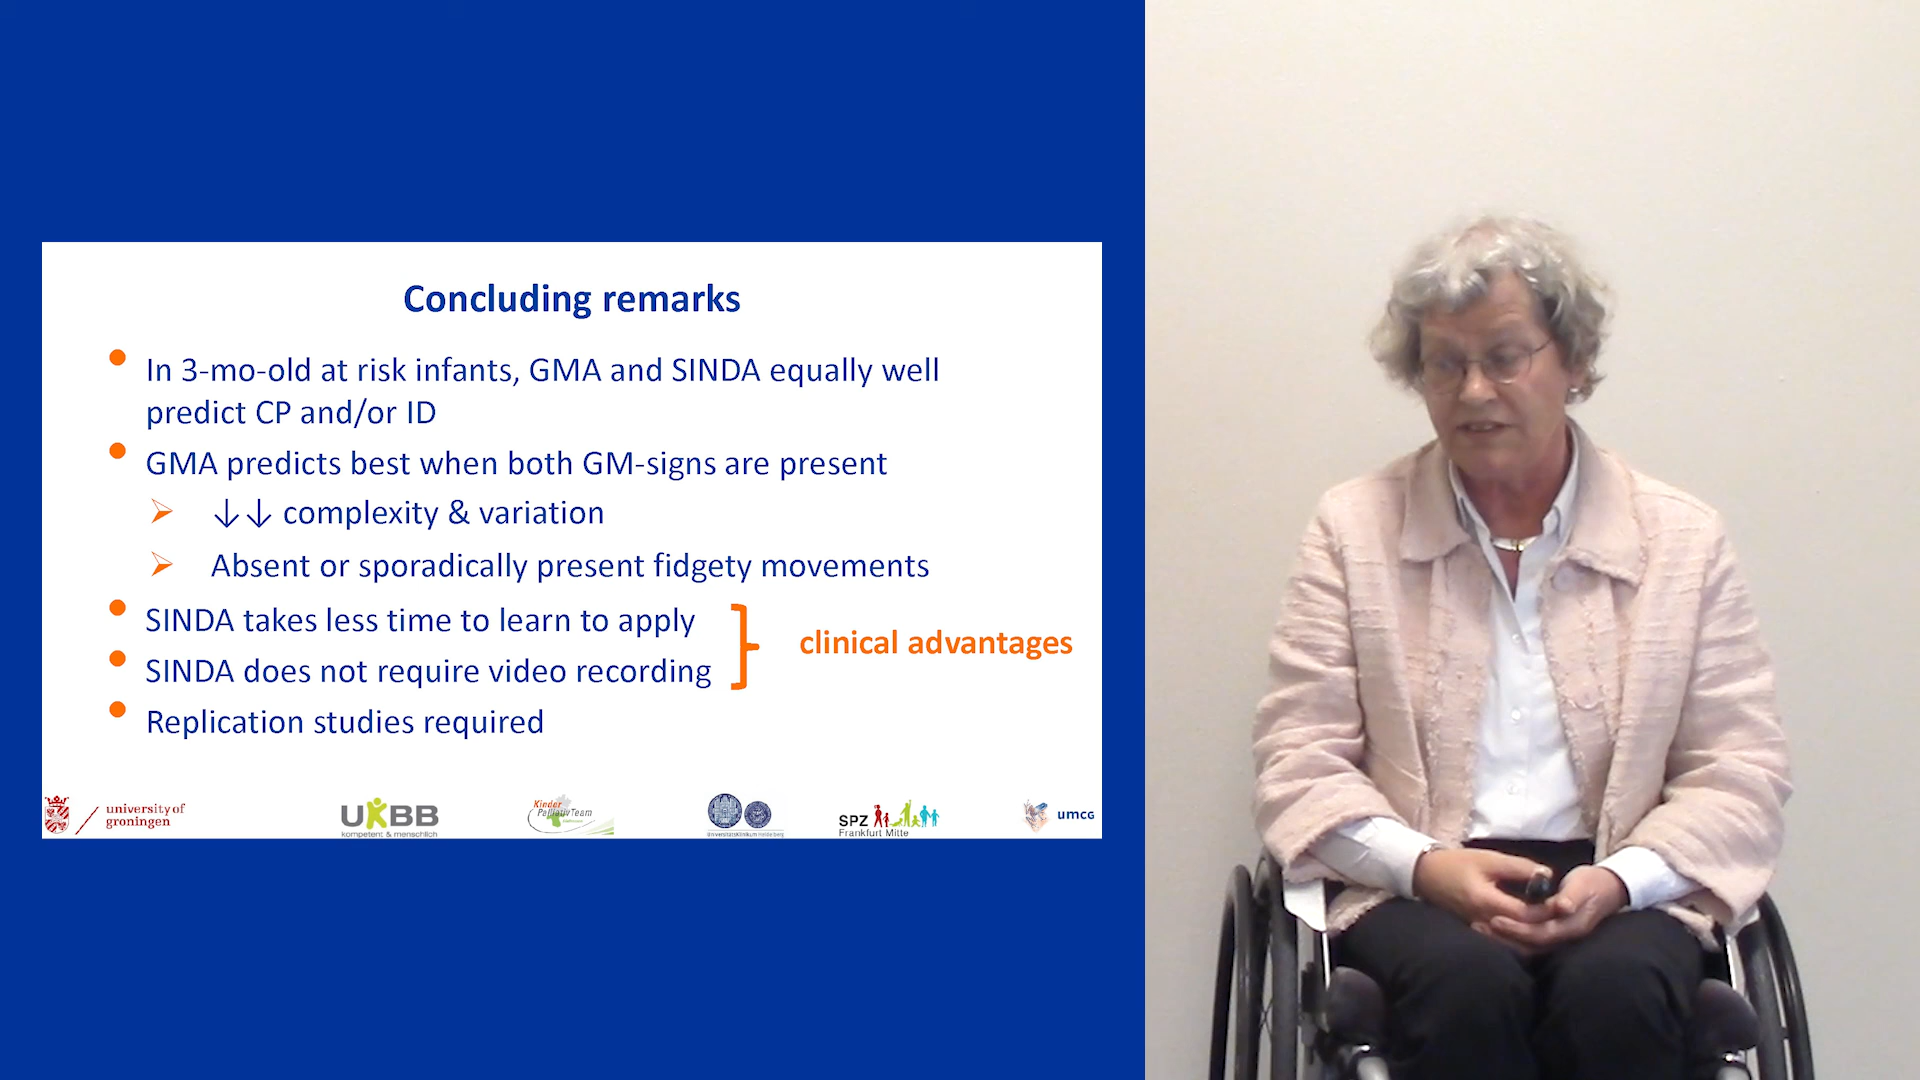 Concluding remarks
In 3-mo-old at risk infants, GMA and SINDA equally well
predict CP and/or ID
GMA predicts best when both GM-signs are present
↓↓ complexity & variation
Absent or sporadically present fidgety movements
SINDA takes less time to learn to apply
SINDA does not require video recording
clinical advantages
Replication studies required
university of
groningen
UKBB
kompetent & menschlich
Kinder
PalliativTeam
UniversitätsKlinikum Heidelberg
SPZ
Frankfurt Mitte
umcg